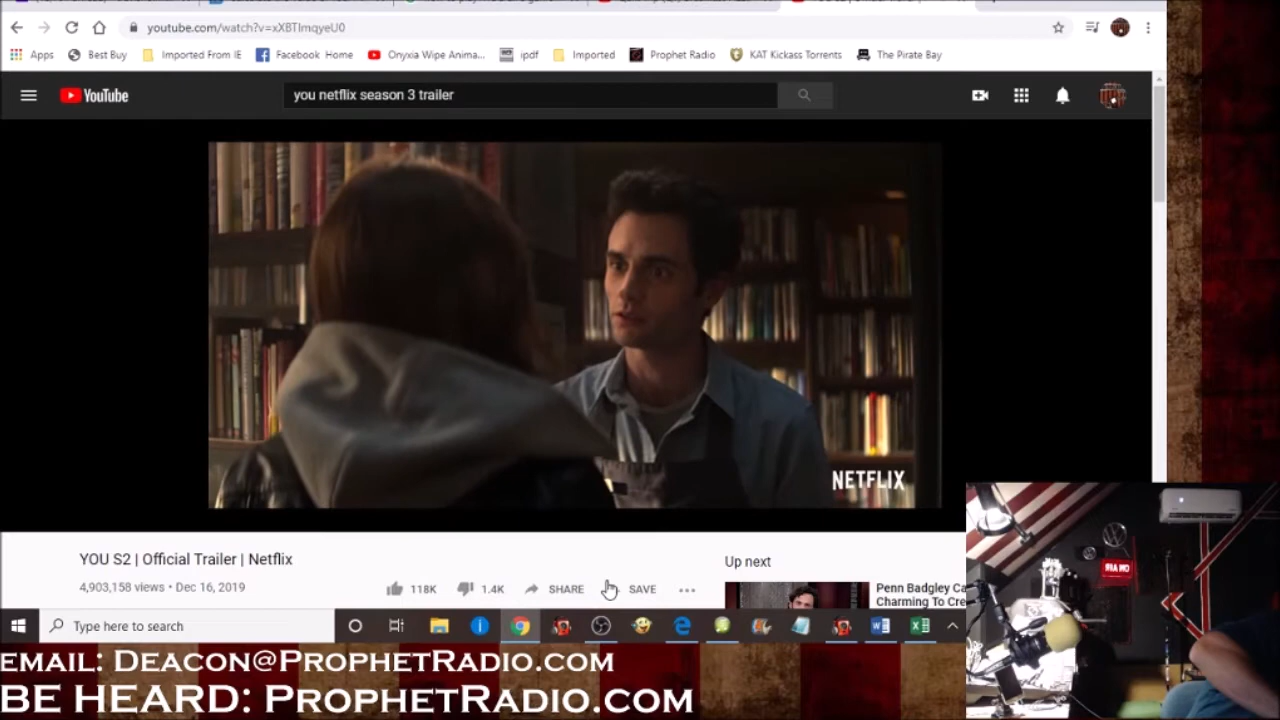 youtube.com/watch?v=xXBTImqyeU0
Apps Best Buy Imported From IE Facebook Home Onyxia Wipe Anima... ipdf Imported Prophet Radio KAT Kickass Torrents The Pirate Bay
YouTube
you netflix season 3 trailer
NETFLIX
YOU S2 | Official Trailer | Netflix
4,903,158 views • Dec 16, 2019
118K 1.4K SHARE SAVE
Up next
Penn Badgley Ca
Charming To Cre
Type here to search
EMAIL: DEACON@PROPHETRADIO.COM
BE HEARD: PROPHETRADIO.COM